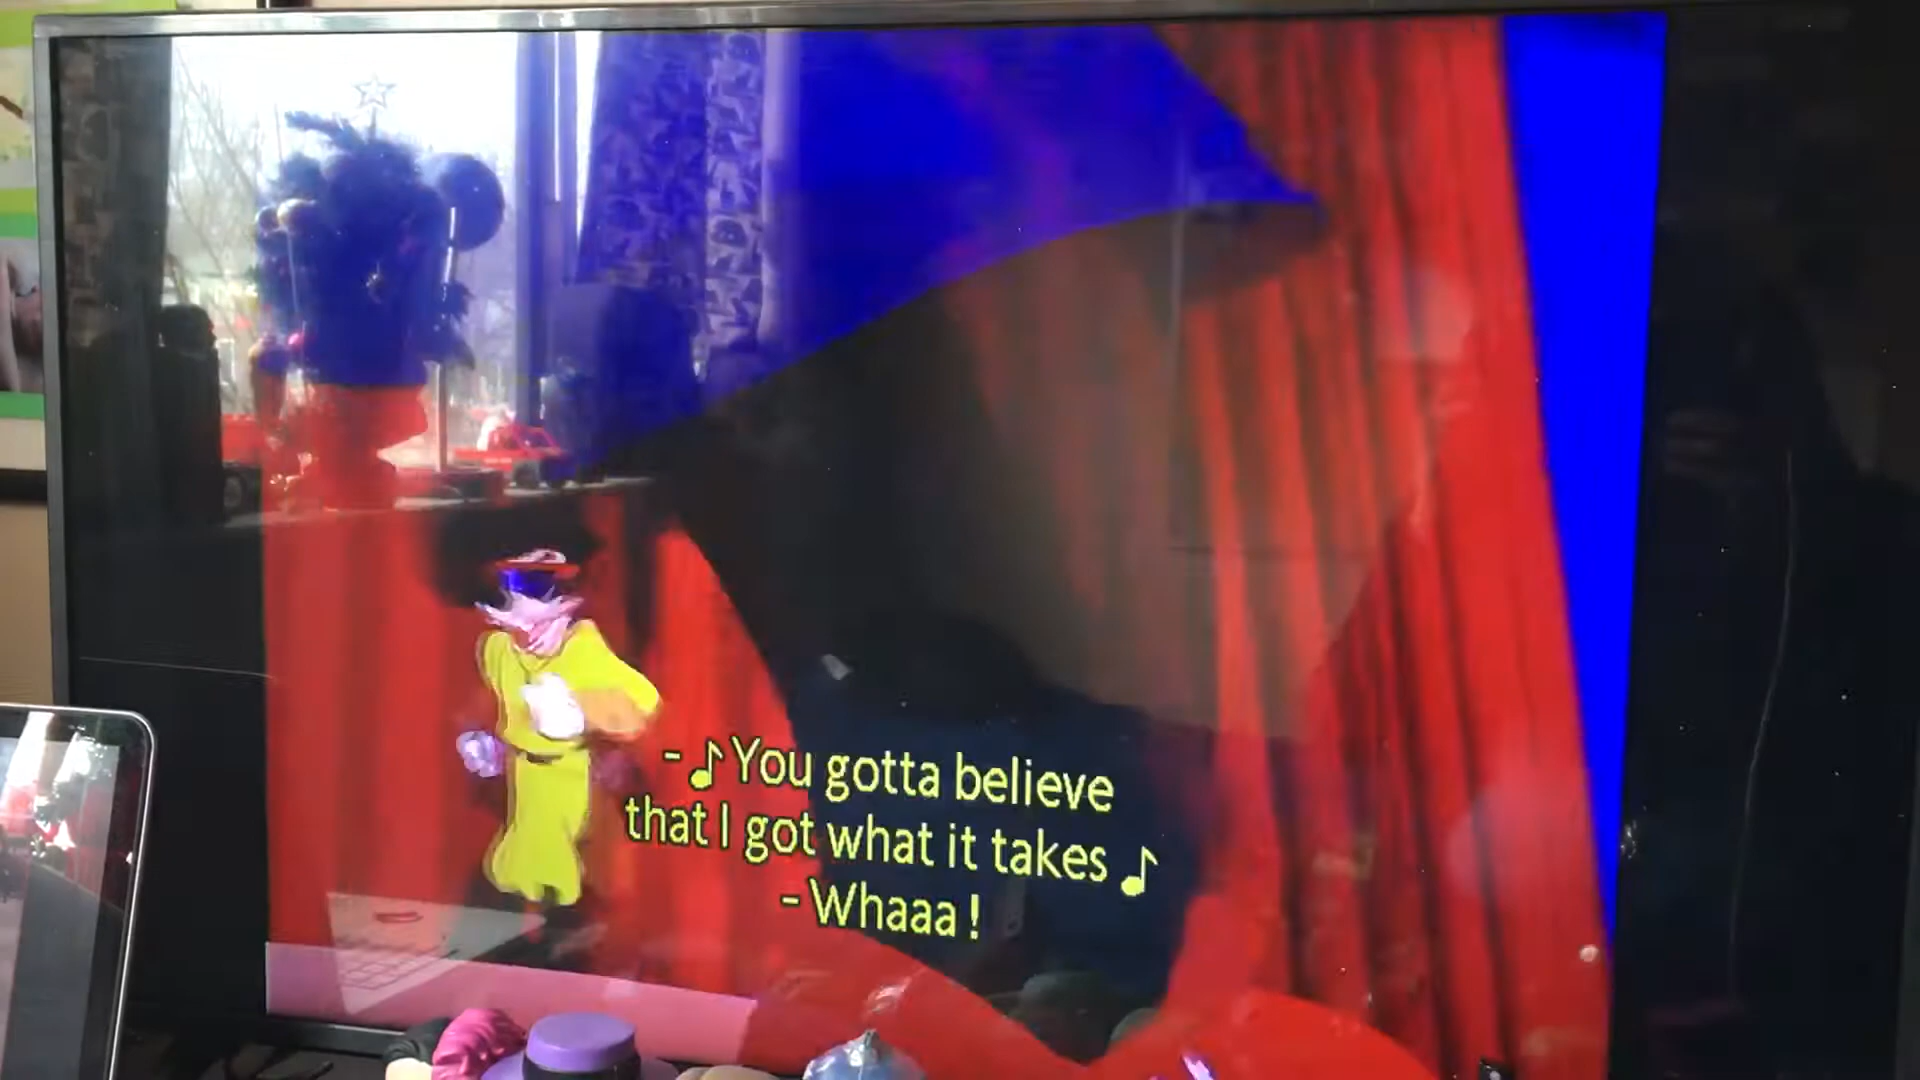 - ♪ You gotta believe
that I got what it takes ♪
- Whaaa !